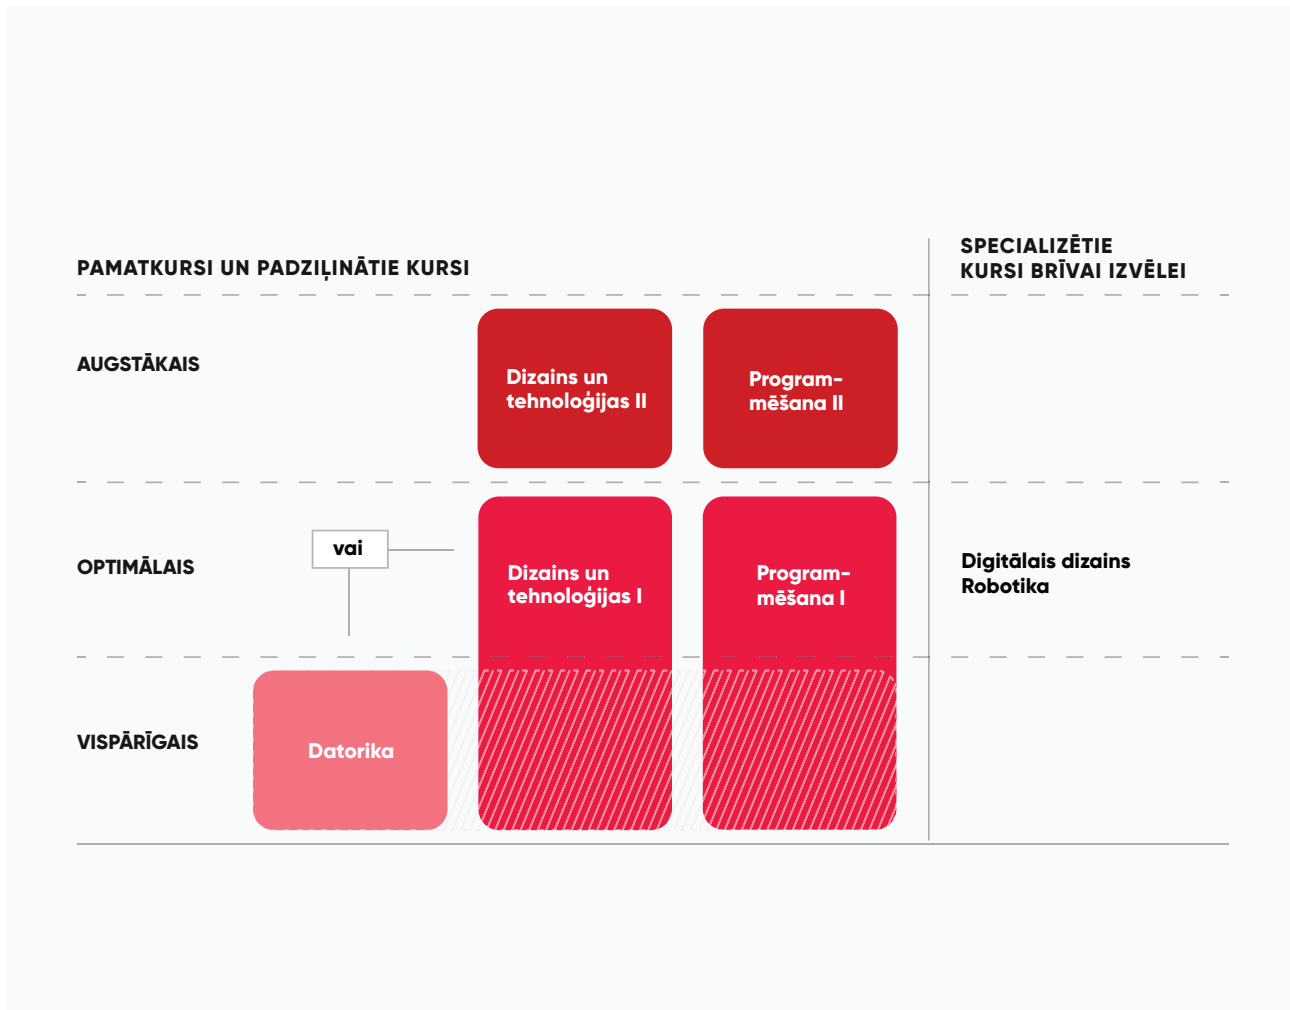 PAMATKURSI UN PADZIĻINĀTIE KURSI
SPECIALIZĒTIE
KURSI BRĪVAI IZVĒLEI
AUGSTĀKAIS
Dizains un
tehnoloģijas II
Program-
mēšana II
OPTIMĀLAIS
vai
Dizains un
tehnoloģijas I
Program-
mēšana I
Digitālais dizains
Robotika
VISPĀRĪGAIS
Datorika